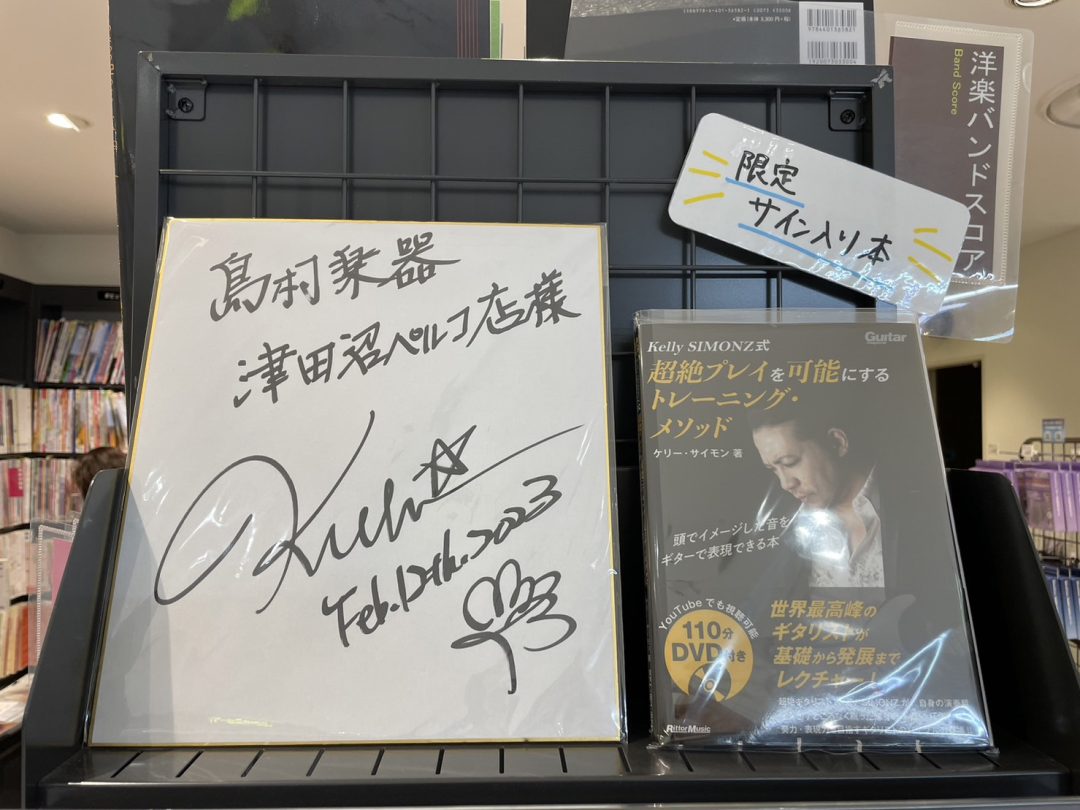 洋楽バンドスコア
Band Score
限定
サイン入り本
島村楽器
津田沼パルコ店様
Feb.12th.2023
Kelly SIMONZ式
Guitar
超絶プレイを可能にする
トレーニング・
メソッド
ケリー・サイモン 著
頭でイメージした音を
ギターで表現できる本
YouTubeでも視聴可能
110分
DVD付き
世界最高峰の
ギタリストが
基礎から発展まで
レクチャー!
RittorMusic